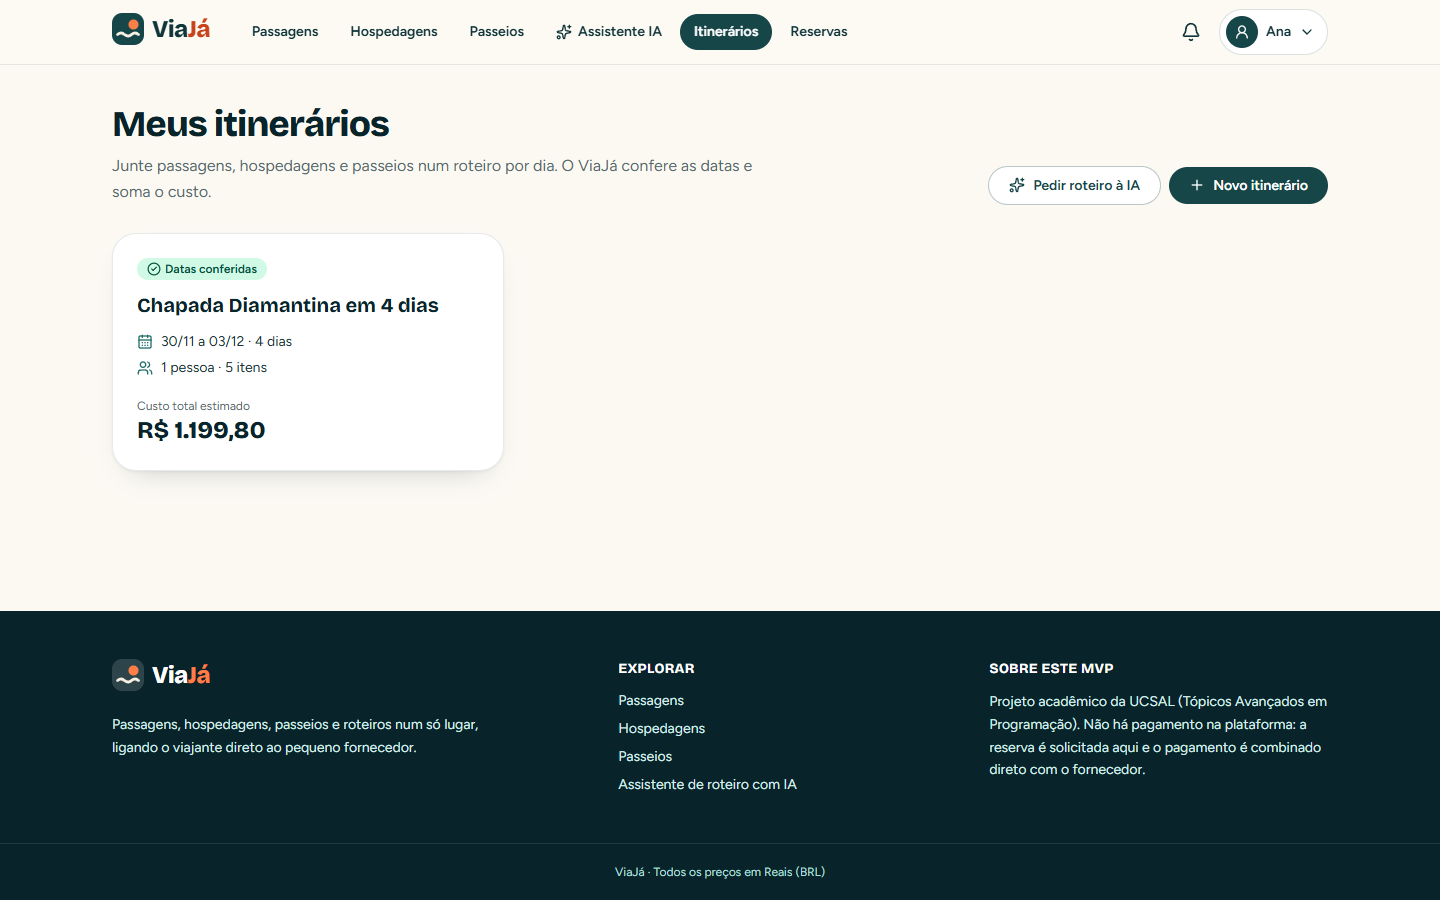 ViaJá
Passagens
Hospedagens
Passeios
Assistente IA
Itinerários
Reservas
Ana
Meus itinerários
Junte passagens, hospedagens e passeios num roteiro por dia. O ViaJá confere as datas e
soma o custo.
Pedir roteiro à IA
Novo itinerário
Datas conferidas
Chapada Diamantina em 4 dias
30/11 a 03/12 · 4 dias
1 pessoa · 5 itens
Custo total estimado
R$ 1.199,80
ViaJá
Passagens, hospedagens, passeios e roteiros num só lugar,
ligando o viajante direto ao pequeno fornecedor.
EXPLORAR
Passagens
Hospedagens
Passeios
Assistente de roteiro com IA
SOBRE ESTE MVP
Projeto acadêmico da UCSAL (Tópicos Avançados em
Programação). Não há pagamento na plataforma: a
reserva é solicitada aqui e o pagamento é combinado
direto com o fornecedor.
ViaJá · Todos os preços em Reais (BRL)